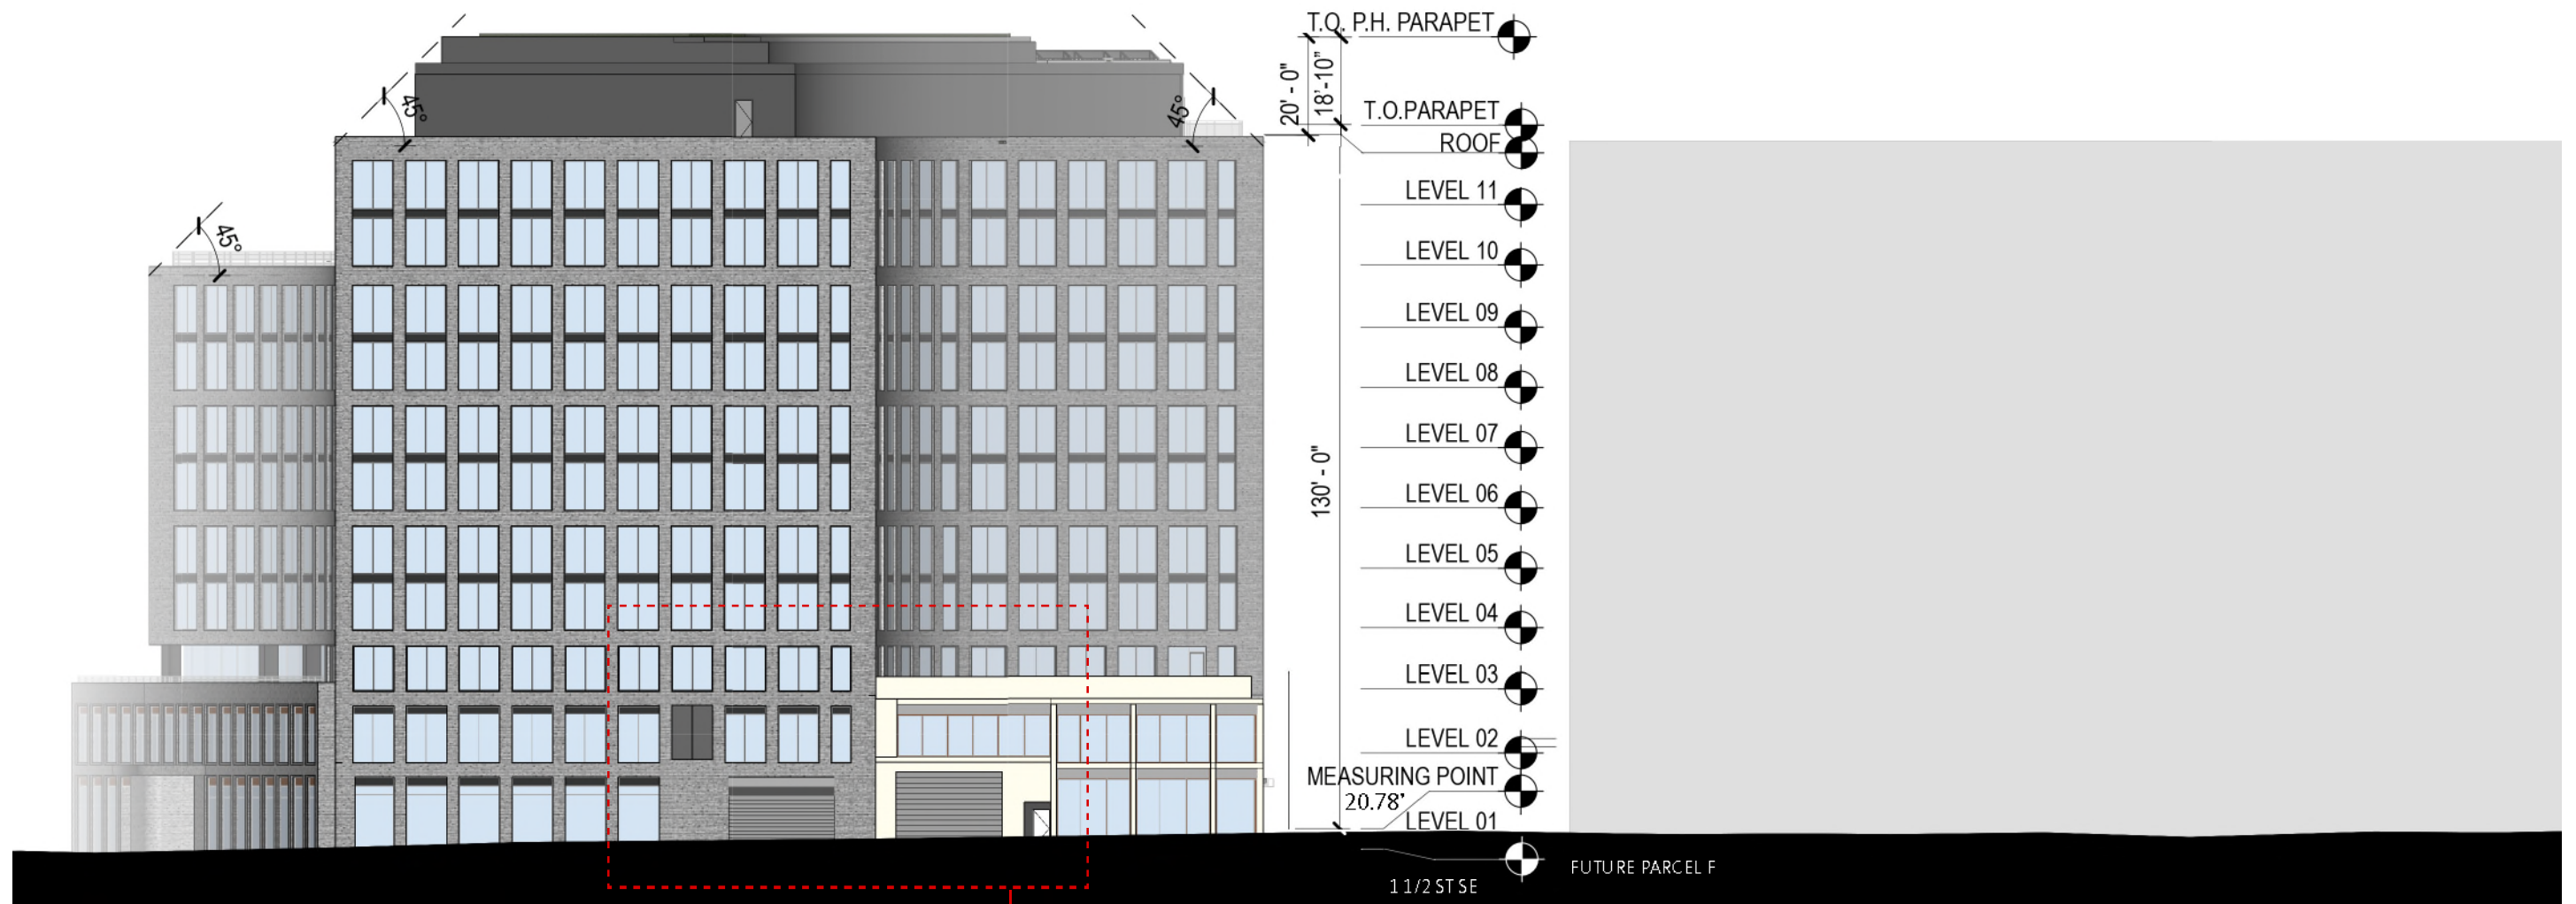 T.O. P.H. PARAPET
20' - 0"
18'-10"
45°
45°
T.O.PARAPET
ROOF
LEVEL 11
45°
LEVEL 10
LEVEL 09
LEVEL 08
LEVEL 07
130' - 0"
LEVEL 06
LEVEL 05
LEVEL 04
LEVEL 03
LEVEL 02
MEASURING POINT
20.78'
LEVEL 01
FUTURE PARCEL F
1 1/2 ST SE